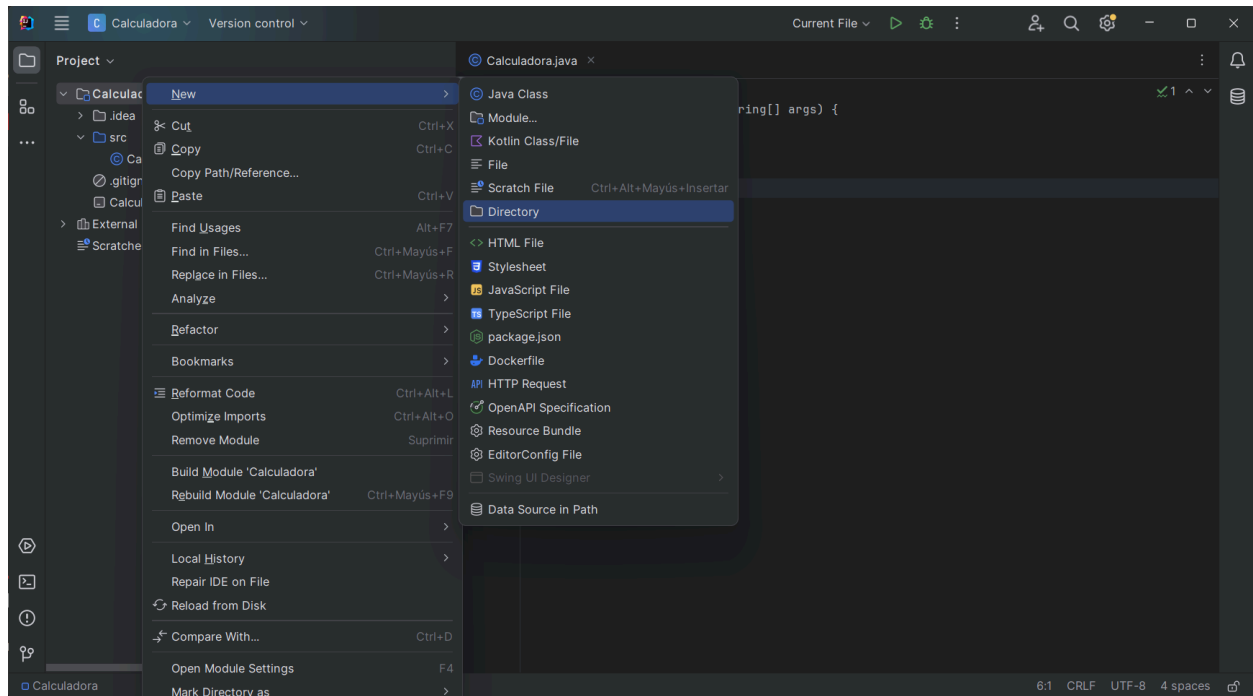 C Calculadora Version control Current File
Project
Calculadora.java
Calculac
.idea
src
Ca
.gitign
Calcul
External
Scratche
New
Cut Ctrl+X
Copy Ctrl+C
Copy Path/Reference...
Paste Ctrl+V
Find Usages Alt+F7
Find in Files... Ctrl+Mayús+F
Replace in Files... Ctrl+Mayús+R
Analyze
Refactor
Bookmarks
Reformat Code Ctrl+Alt+L
Optimize Imports Ctrl+Alt+O
Remove Module Suprimir
Build Module 'Calculadora'
Rebuild Module 'Calculadora' Ctrl+Mayús+F9
Open In
Local History
Repair IDE on File
Reload from Disk
Compare With... Ctrl+D
Open Module Settings F4
Mark Directory as
Java Class
Module...
Kotlin Class/File
File
Scratch File Ctrl+Alt+Mayús+Insertar
Directory
HTML File
Stylesheet
JS JavaScript File
TS TypeScript File
package.json
Dockerfile
API HTTP Request
OpenAPI Specification
Resource Bundle
EditorConfig File
Swing UI Designer
Data Source in Path
ring[] args) {
1
Calculadora 6:1 CRLF UTF-8 4 spaces